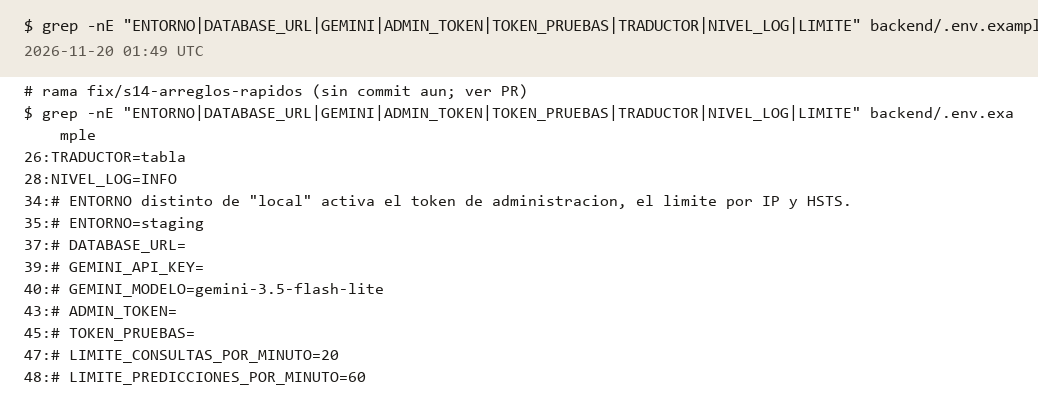 $ grep -nE "ENTORNO|DATABASE_URL|GEMINI|ADMIN_TOKEN|TOKEN_PRUEBAS|TRADUCTOR|NIVEL_LOG|LIMITE" backend/.env.exampl
2026-11-20 01:49 UTC
# rama fix/s14-arreglos-rapidos (sin commit aun; ver PR)
$ grep -nE "ENTORNO|DATABASE_URL|GEMINI|ADMIN_TOKEN|TOKEN_PRUEBAS|TRADUCTOR|NIVEL_LOG|LIMITE" backend/.env.exa
mple
26:TRADUCTOR=tabla
28:NIVEL_LOG=INFO
34:# ENTORNO distinto de "local" activa el token de administracion, el limite por IP y HSTS.
35:# ENTORNO=staging
37:# DATABASE_URL=
39:# GEMINI_API_KEY=
40:# GEMINI_MODELO=gemini-3.5-flash-lite
43:# ADMIN_TOKEN=
45:# TOKEN_PRUEBAS=
47:# LIMITE_CONSULTAS_POR_MINUTO=20
48:# LIMITE_PREDICCIONES_POR_MINUTO=60